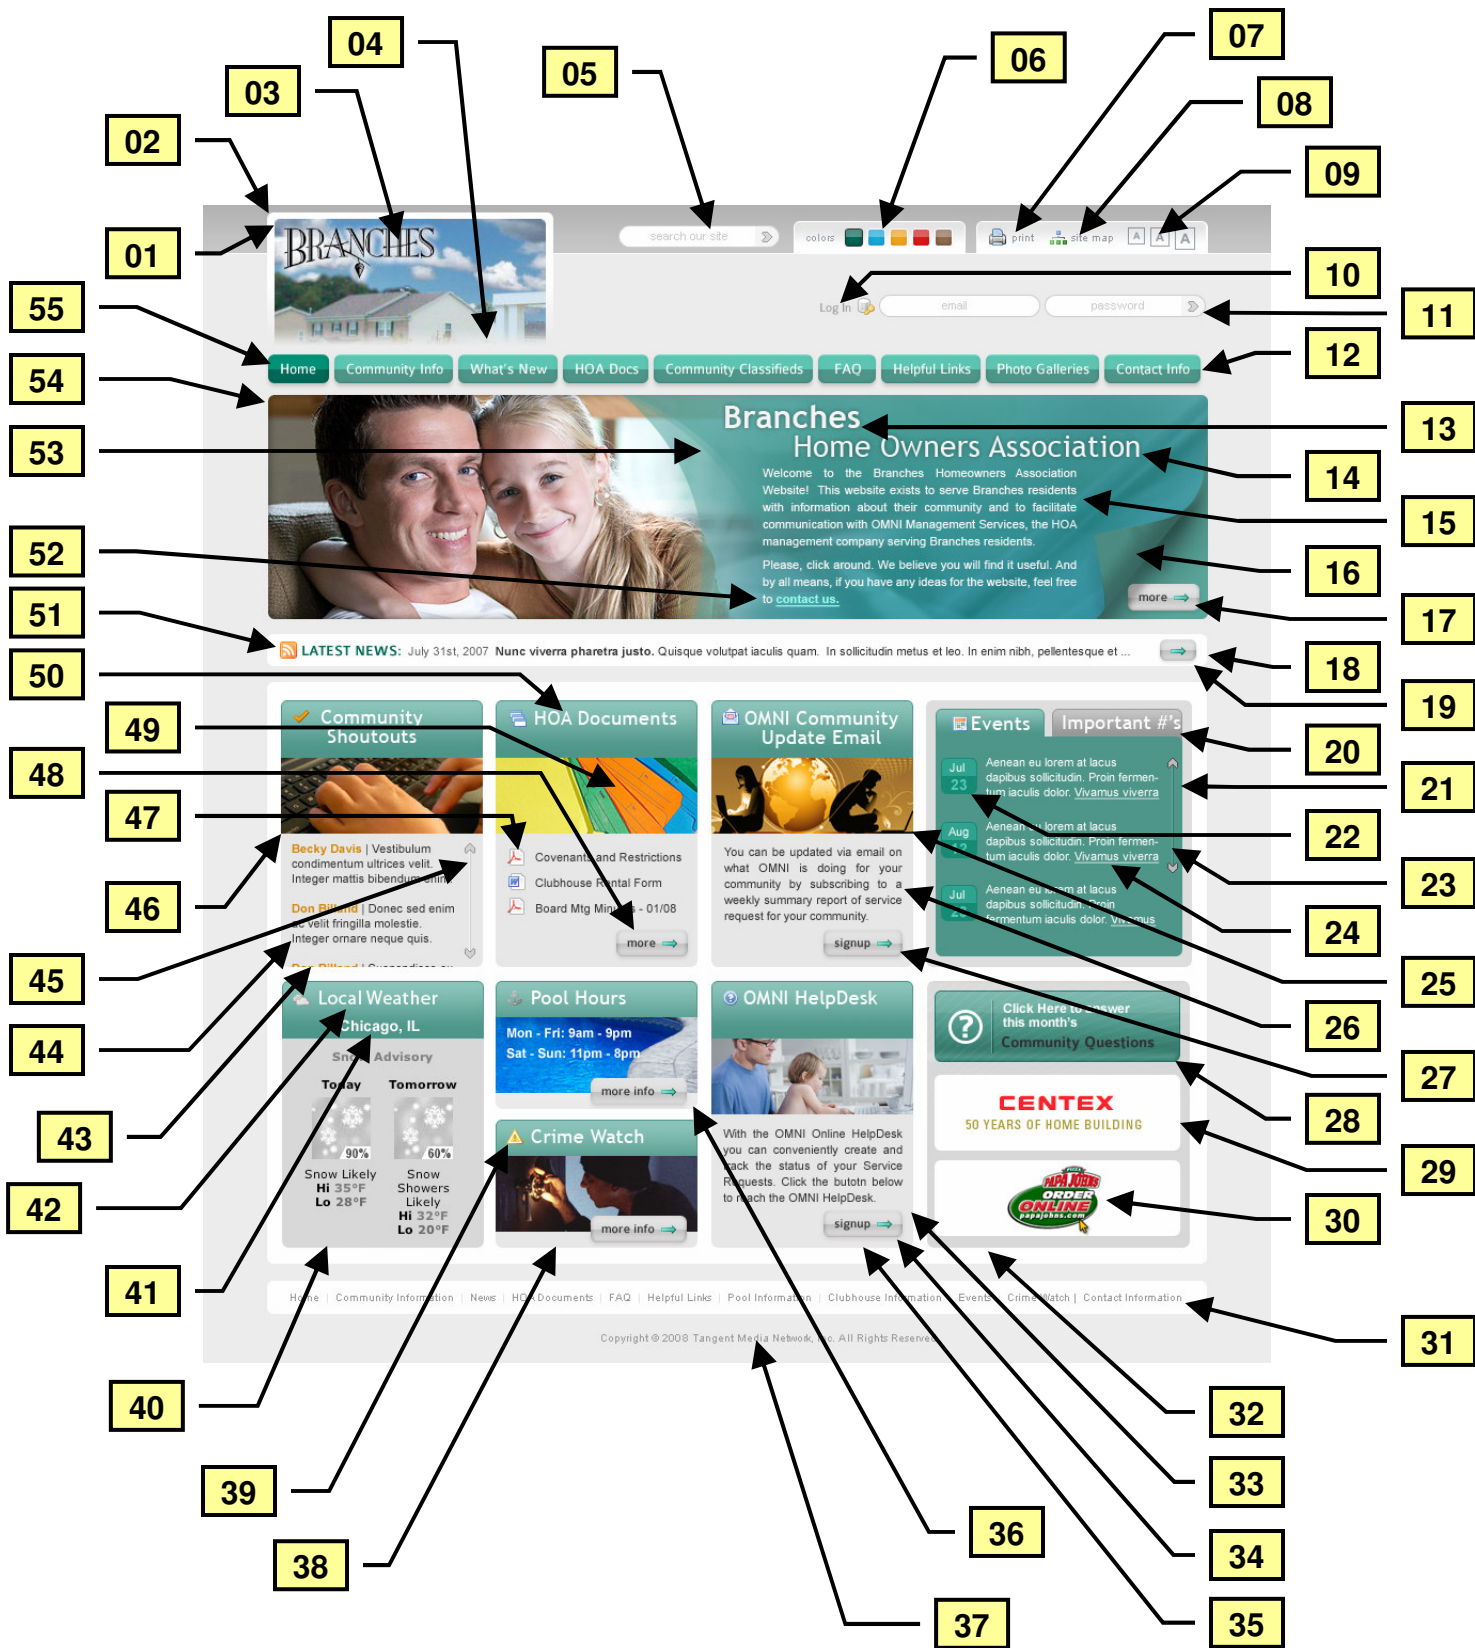 04
07
03
05
06
08
02
09
01
BRANCHES
search our site
colors
print
site map
A A A
10
55
Log In
email
password
11
12
Home
Community Info
What's New
HOA Docs
Community Classifieds
FAQ
Helpful Links
Photo Galleries
Contact Info
54
53
Branches
13
Home Owners Association
14
Welcome to the Branches Homeowners Association
Website! This website exists to serve Branches residents
with information about their community and to facilitate
communication with OMNI Management Services, the HOA
management company serving Branches residents.
15
52
Please, click around. We believe you will find it useful. And
by all means, if you have any ideas for the website, feel free
to contact us.
16
more
17
51
LATEST NEWS: July 31st, 2007 Nunc viverra pharetra justo. Quisque volutpat iaculis quam. In sollicitudin metus et leo. In enim nibh, pellentesque et ...
18
50
19
49
20
48
21
47
22
46
23
Community
Shoutouts
Becky Davis | Vestibulum
condimentum ultrices velit.
Integer mattis bibendum
Don Billand | Donec sed enim
ac velit fringilla molestie.
Integer ornare neque quis.
HOA Documents
Covenants and Restrictions
Clubhouse Rental Form
Board Mtg Minutes - 01/08
more
OMNI Community
Update Email
You can be updated via email on
what OMNI is doing for your
community by subscribing to a
weekly summary report of service
request for your community.
signup
Events
Important #'s
Jul
23
Aenean eu lorem at lacus
dapibus sollicitudin. Proin fermen-
tum iaculis dolor. Vivamus viverra
Aug
Aenean eu lorem at lacus
dapibus sollicitudin. Proin fermen-
tum iaculis dolor. Vivamus viverra
Jul
Aenean eu lorem at lacus
dapibus sollicitudin. Proin
fermentum iaculis dolor. Vivamus
24
45
25
44
26
43
27
42
28
41
29
30
Local Weather
Chicago, IL
Snow Advisory
Today
Tomorrow
90%
60%
Snow Likely
Hi 35°F
Lo 28°F
Snow
Showers
Likely
Hi 32°F
Lo 20°F
Pool Hours
Mon - Fri: 9am - 9pm
Sat - Sun: 11pm - 8pm
more info
Crime Watch
more info
OMNI HelpDesk
With the OMNI Online HelpDesk
you can conveniently create and
track the status of your Service
Requests. Click the butotn below
to reach the OMNI HelpDesk.
signup
Click Here to answer
this month's
Community Questions
CENTEX
50 YEARS OF HOME BUILDING
PIZZA
PAPA JOHNS
ORDER
ONLINE
papajohns.com
Home | Community Information | News | HOA Documents | FAQ | Helpful Links | Pool Information | Clubhouse Information | Events | Crime Watch | Contact Information
31
Copyright © 2008 Tangent Media Network, Inc. All Rights Reserved
40
32
39
33
36
34
38
37
35